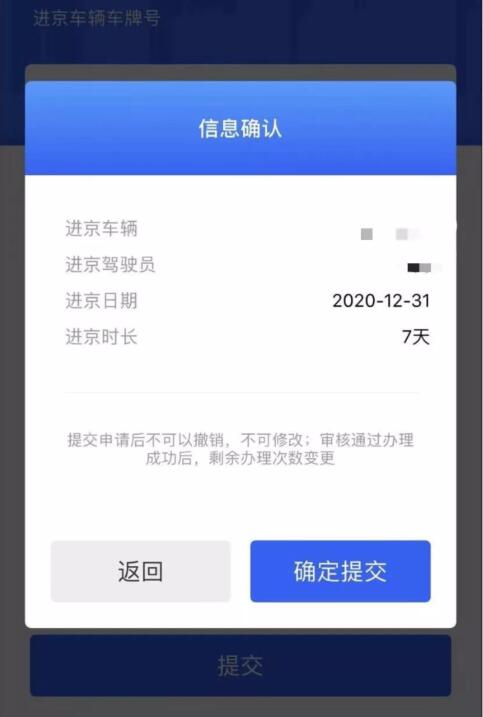 进京车辆车牌号
信息确认
进京车辆
进京驾驶员
进京日期 2020-12-31
进京时长 7天
提交申请后不可以撤销，不可修改；审核通过办理
成功后，剩余办理次数变更
返回 确定提交
提交